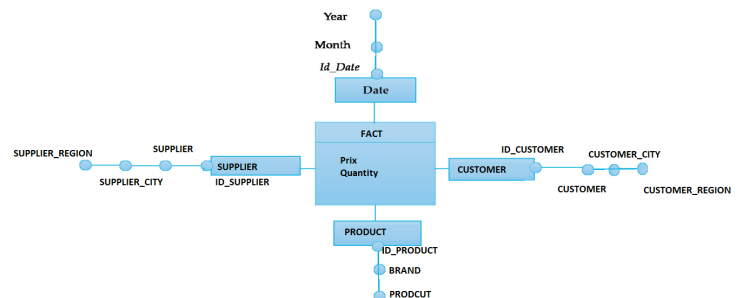 Year
Month
Id_Date
Date
FACT
Prix
Quantity
SUPPLIER_REGION
SUPPLIER
SUPPLIER_CITY
SUPPLIER
ID_SUPPLIER
ID_CUSTOMER
CUSTOMER_CITY
CUSTOMER
CUSTOMER
CUSTOMER_REGION
PRODUCT
ID_PRODUCT
BRAND
PRODCUT